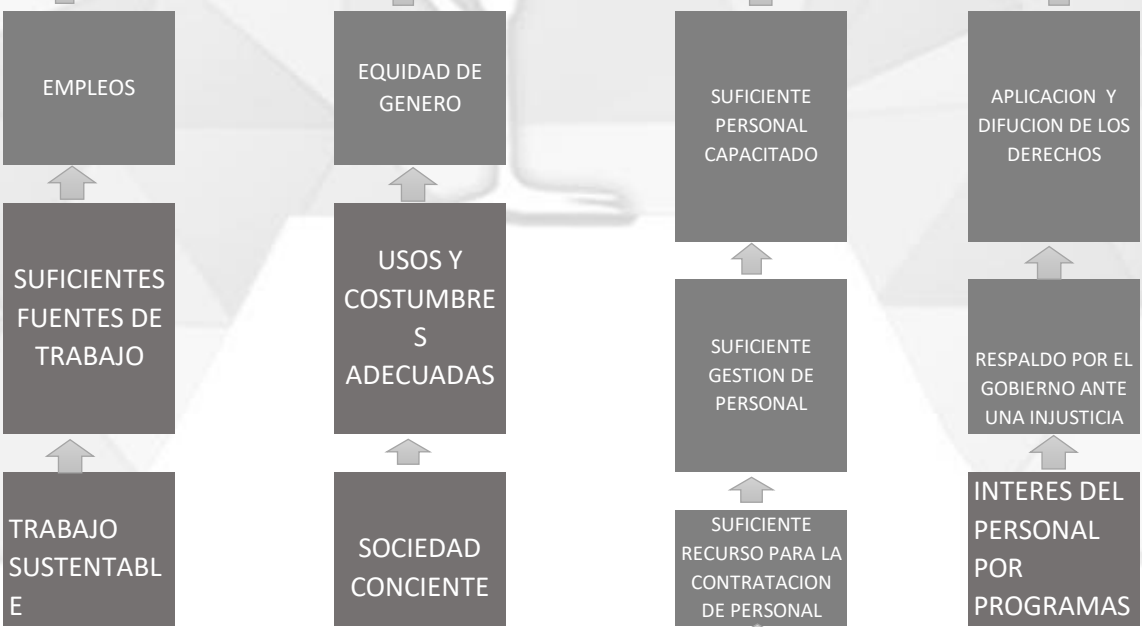 EMPLEOS
EQUIDAD DE
GENERO
SUFICIENTE
PERSONAL
CAPACITADO
APLICACION Y
DIFUCION DE LOS
DERECHOS
SUFICIENTES
FUENTES DE
TRABAJO
USOS Y
COSTUMBRE
S
ADECUADAS
SUFICIENTE
GESTION DE
PERSONAL
RESPALDO POR EL
GOBIERNO ANTE
UNA INJUSTICIA
TRABAJO
SUSTENTABL
E
SOCIEDAD
CONCIENTE
SUFICIENTE
RECURSO PARA LA
CONTRATACION
DE PERSONAL
INTERES DEL
PERSONAL
POR
PROGRAMAS